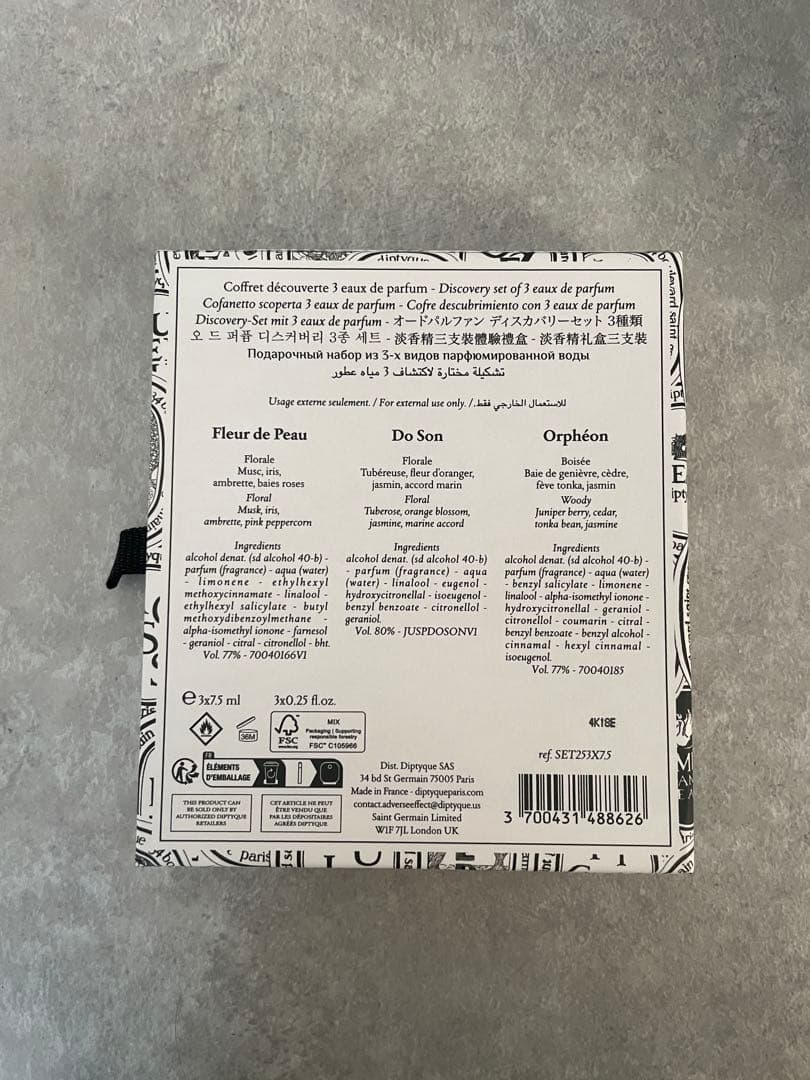 Coffret découverte 3 eaux de parfum - Discovery set of 3 eaux de parfum
Cofanetto scoperta 3 eaux de parfum - Cofre descubrimiento con 3 eaux de parfum
Discovery-Set mit 3 eaux de parfum - オードパルファン ディスカバリーセット 3種類
오 드 퍼퓸 디스커버리 3종 세트 - 淡香精三支裝體驗禮盒 - 淡香精礼盒三支裝
Подарочный набор из 3-х видов парфюмированной воды
تشكيلة مختارة لاكتشاف 3 مياه عطور
Usage externe seulement. / For external use only. / للاستعمال الخارجي فقط.
Fleur de Peau
Florale
Musc, iris,
ambrette, baies roses
Floral
Musk, iris,
ambrette, pink peppercorn
Ingredients
alcohol denat. (sd alcohol 40-b) -
parfum (fragrance) - aqua (water)
- limonene - ethylhexyl
methoxycinnamate - linalool -
ethylhexyl salicylate - butyl
methoxydibenzoylmethane -
alpha-isomethyl ionone - farnesol
- geraniol - citral - citronellol - bht.
Vol. 77% - 70040166V1
Do Son
Florale
Tubéreuse, fleur d'oranger,
jasmin, accord marin
Floral
Tuberose, orange blossom,
jasmine, marine accord
Ingredients
alcohol denat. (sd alcohol 40-b)
- parfum (fragrance) - aqua
(water) - linalool - eugenol -
hydroxycitronellal - isoeugenol -
benzyl benzoate - citronellol -
geraniol.
Vol. 80% - JUSPDOSONV1
Orphéon
Boisée
Baie de genièvre, cèdre,
fève tonka, jasmin
Woody
Juniper berry, cedar,
tonka bean, jasmine
Ingredients
alcohol denat. (sd alcohol 40-b) -
parfum (fragrance) - aqua (water)
- benzyl salicylate - limonene -
linalool - alpha-isomethyl ionone -
hydroxycitronellal - geraniol -
citronellol - coumarin - citral -
benzyl benzoate - benzyl alcohol -
cinnamal - hexyl cinnamal -
isoeugenol.
Vol. 77% - 70040185
℮ 3x7.5 ml 3x0.25 fl.oz.
36M
FSC
www.fsc.org
MIX
Packaging | Supporting
responsible forestry
FSC™ C105966
4K18E
ref. SET253X7.5
FR
ÉLÉMENTS
D'EMBALLAGE
THIS PRODUCT CAN
BE SOLD ONLY BY
AUTHORIZED DIPTYQUE
RETAILERS
CET ARTICLE NE PEUT
ÊTRE VENDU QUE
PAR LES DÉPOSITAIRES
AGRÉÉS DIPTYQUE
Dist. Diptyque SAS
34 bd St Germain 75005 Paris
Made in France - diptyqueparis.com
contact.adverseeffect@diptyque.us
Saint Germain Limited
W1F 7JL London UK
3 700431 488626
diptyque
paris